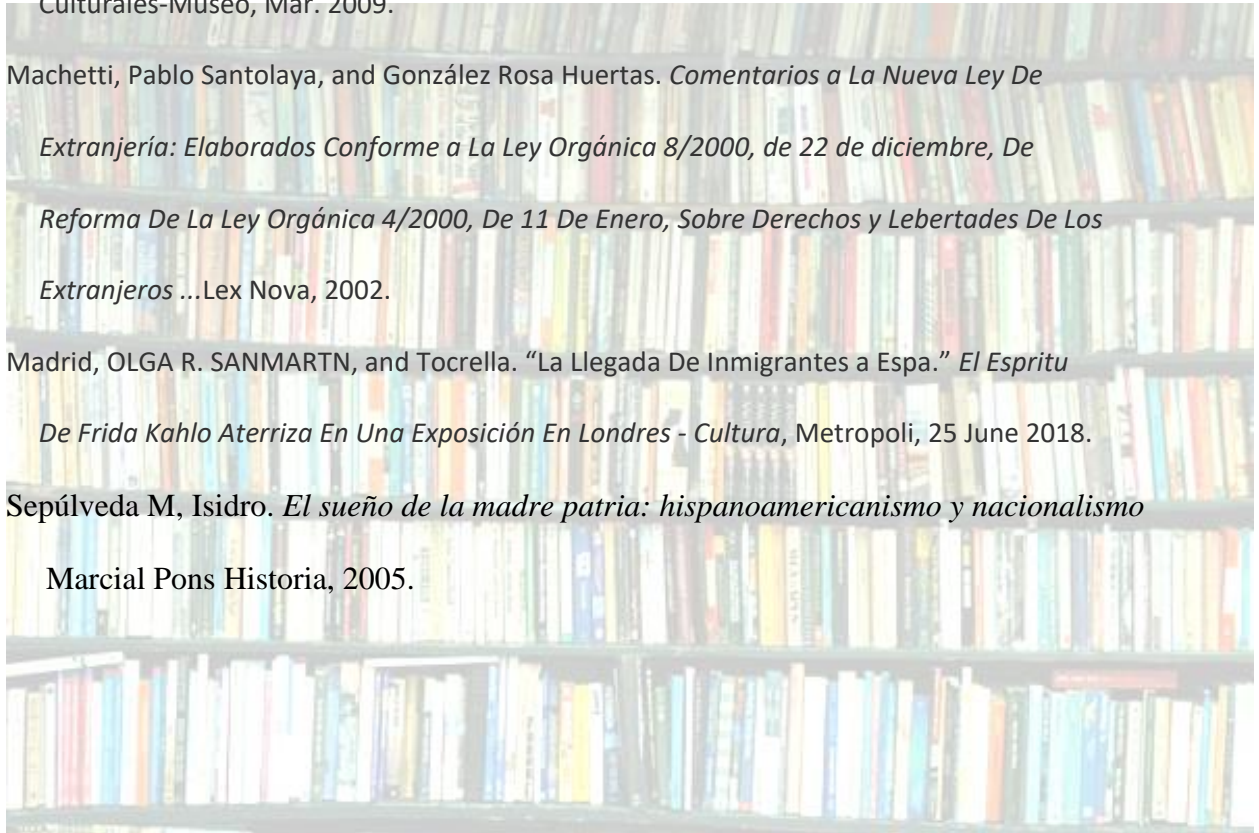 Culturales-Museo, Mar. 2009.
Machetti, Pablo Santolaya, and González Rosa Huertas. Comentarios a La Nueva Ley De
Extranjería: Elaborados Conforme a La Ley Orgánica 8/2000, de 22 de diciembre, De
Reforma De La Ley Orgánica 4/2000, De 11 De Enero, Sobre Derechos y Lebertades De Los
Extranjeros ...Lex Nova, 2002.
Madrid, OLGA R. SANMARTN, and Tocrella. “La Llegada De Inmigrantes a Espa.” El Espritu
De Frida Kahlo Aterriza En Una Exposición En Londres - Cultura, Metropoli, 25 June 2018.
Sepúlveda M, Isidro. El sueño de la madre patria: hispanoamericanismo y nacionalismo
Marcial Pons Historia, 2005.